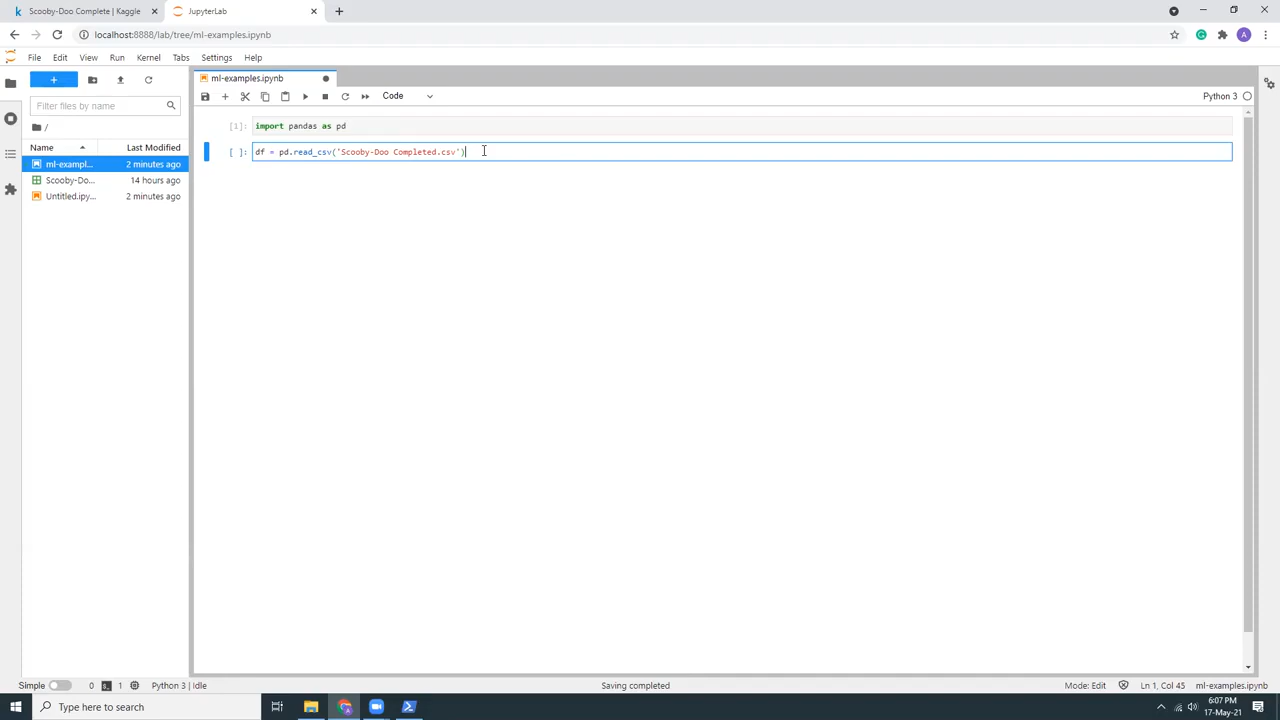 Scooby-Doo Complete | Kaggle
JupyterLab
localhost:8888/lab/tree/ml-examples.ipynb
A
File Edit View Run Kernel Tabs Settings Help
ml-examples.ipynb
Filter files by name
Code
Python 3
/
[1]: import pandas as pd
Name Last Modified
[ ]: df = pd.read_csv('Scooby-Doo Completed.csv')
ml-exampl... 2 minutes ago
Scooby-Do... 14 hours ago
Untitled.ipy... 2 minutes ago
Simple 0 1 Python 3 | Idle Saving completed Mode: Edit Ln 1, Col 45 ml-examples.ipynb
Type here to search
6:07 PM
17-May-21